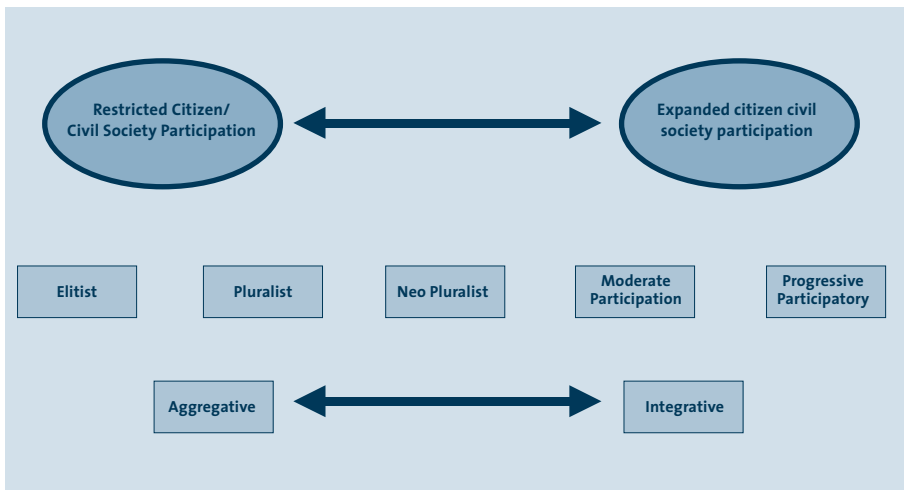 Restricted Citizen/
Civil Society Participation
Expanded citizen civil
society participation
Elitist
Pluralist
Neo Pluralist
Moderate
Participation
Progressive
Participatory
Aggregative
Integrative